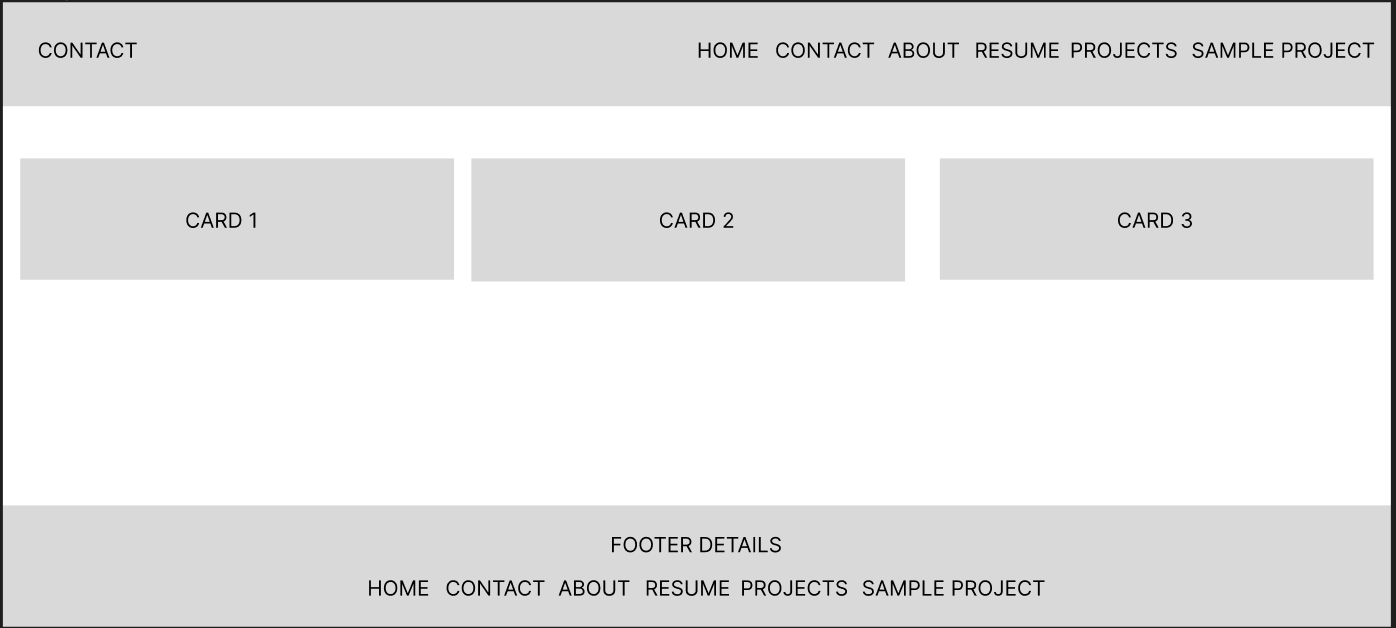 CONTACT HOME CONTACT ABOUT RESUME PROJECTS SAMPLE PROJECT
CARD 1 CARD 2 CARD 3
FOOTER DETAILS
HOME CONTACT ABOUT RESUME PROJECTS SAMPLE PROJECT